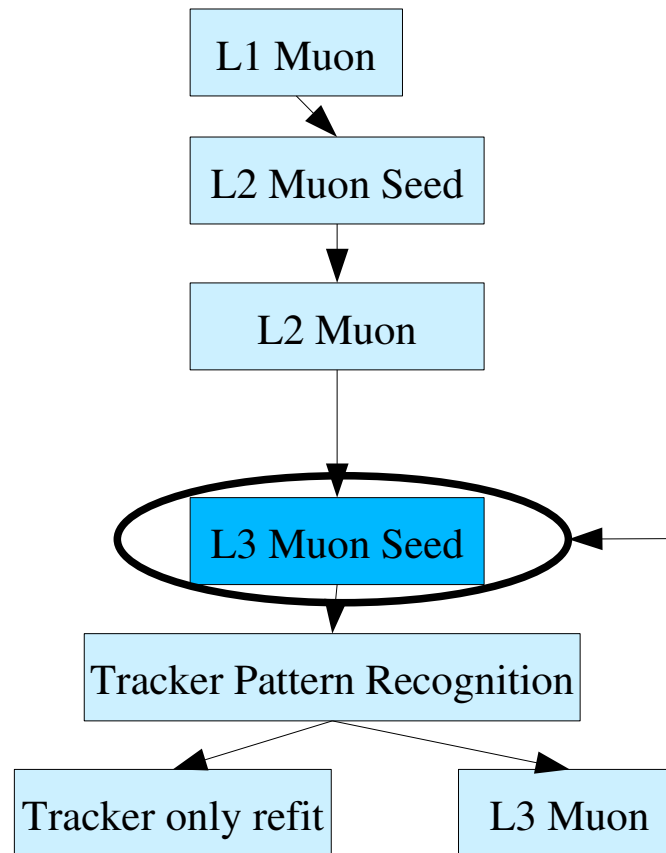 L1 Muon
L2 Muon Seed
L2 Muon
L3 Muon Seed
Tracker Pattern Recognition
Tracker only refit
L3 Muon